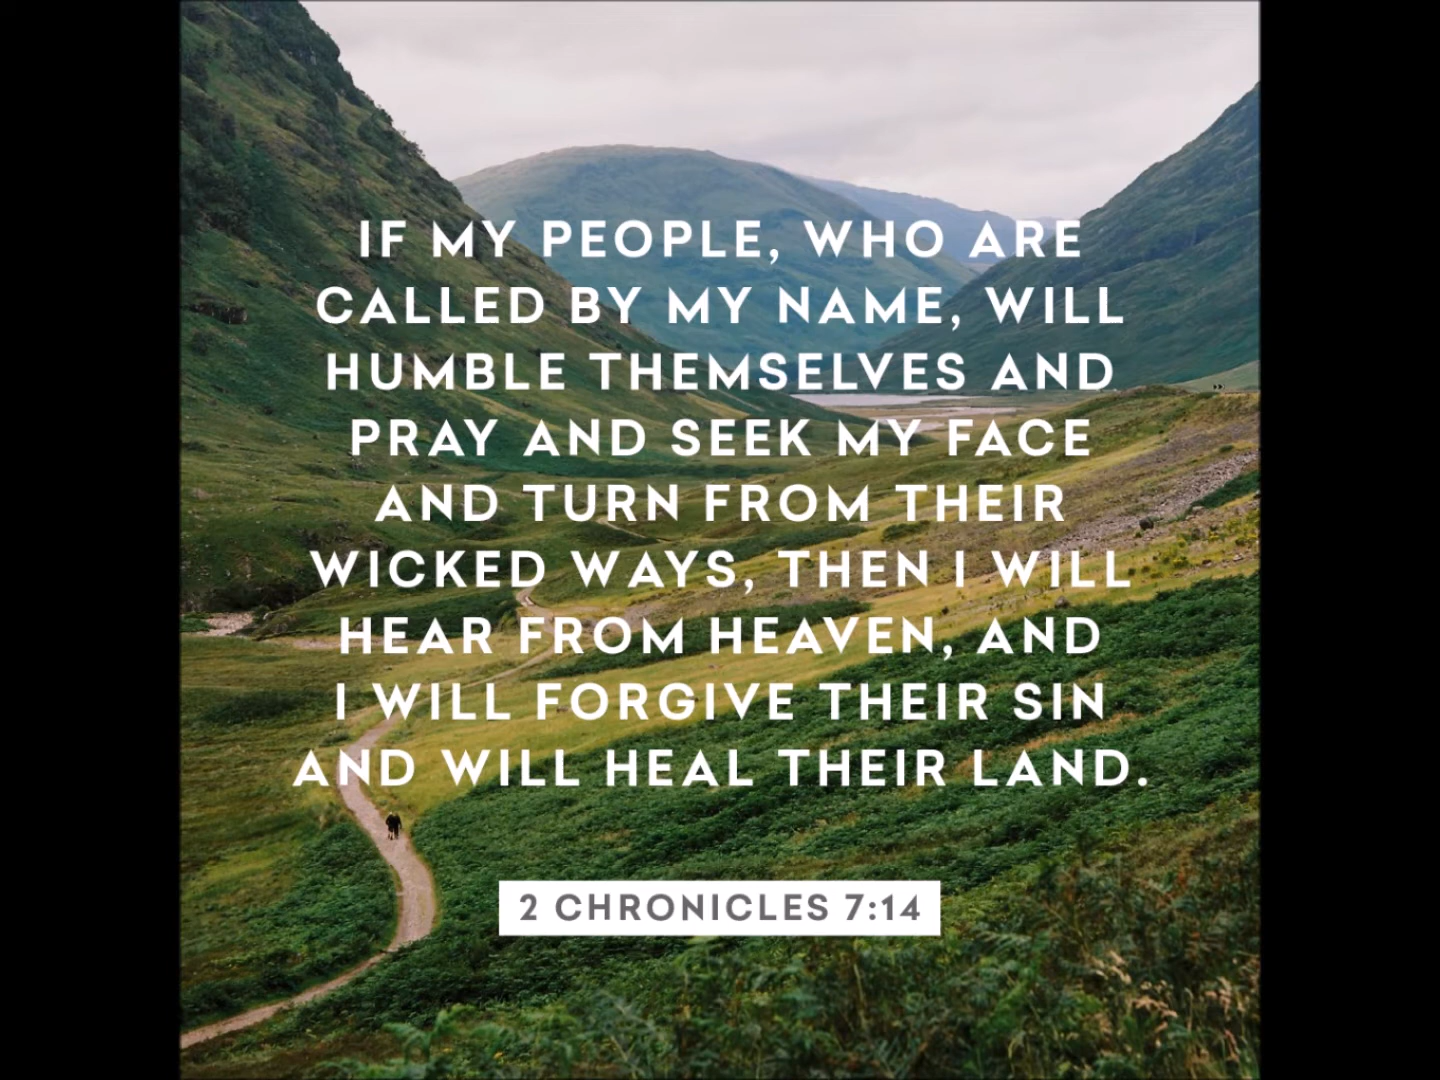 IF MY PEOPLE, WHO ARE
CALLED BY MY NAME, WILL
HUMBLE THEMSELVES AND
PRAY AND SEEK MY FACE
AND TURN FROM THEIR
WICKED WAYS, THEN I WILL
HEAR FROM HEAVEN, AND
I WILL FORGIVE THEIR SIN
AND WILL HEAL THEIR LAND.
2 CHRONICLES 7:14